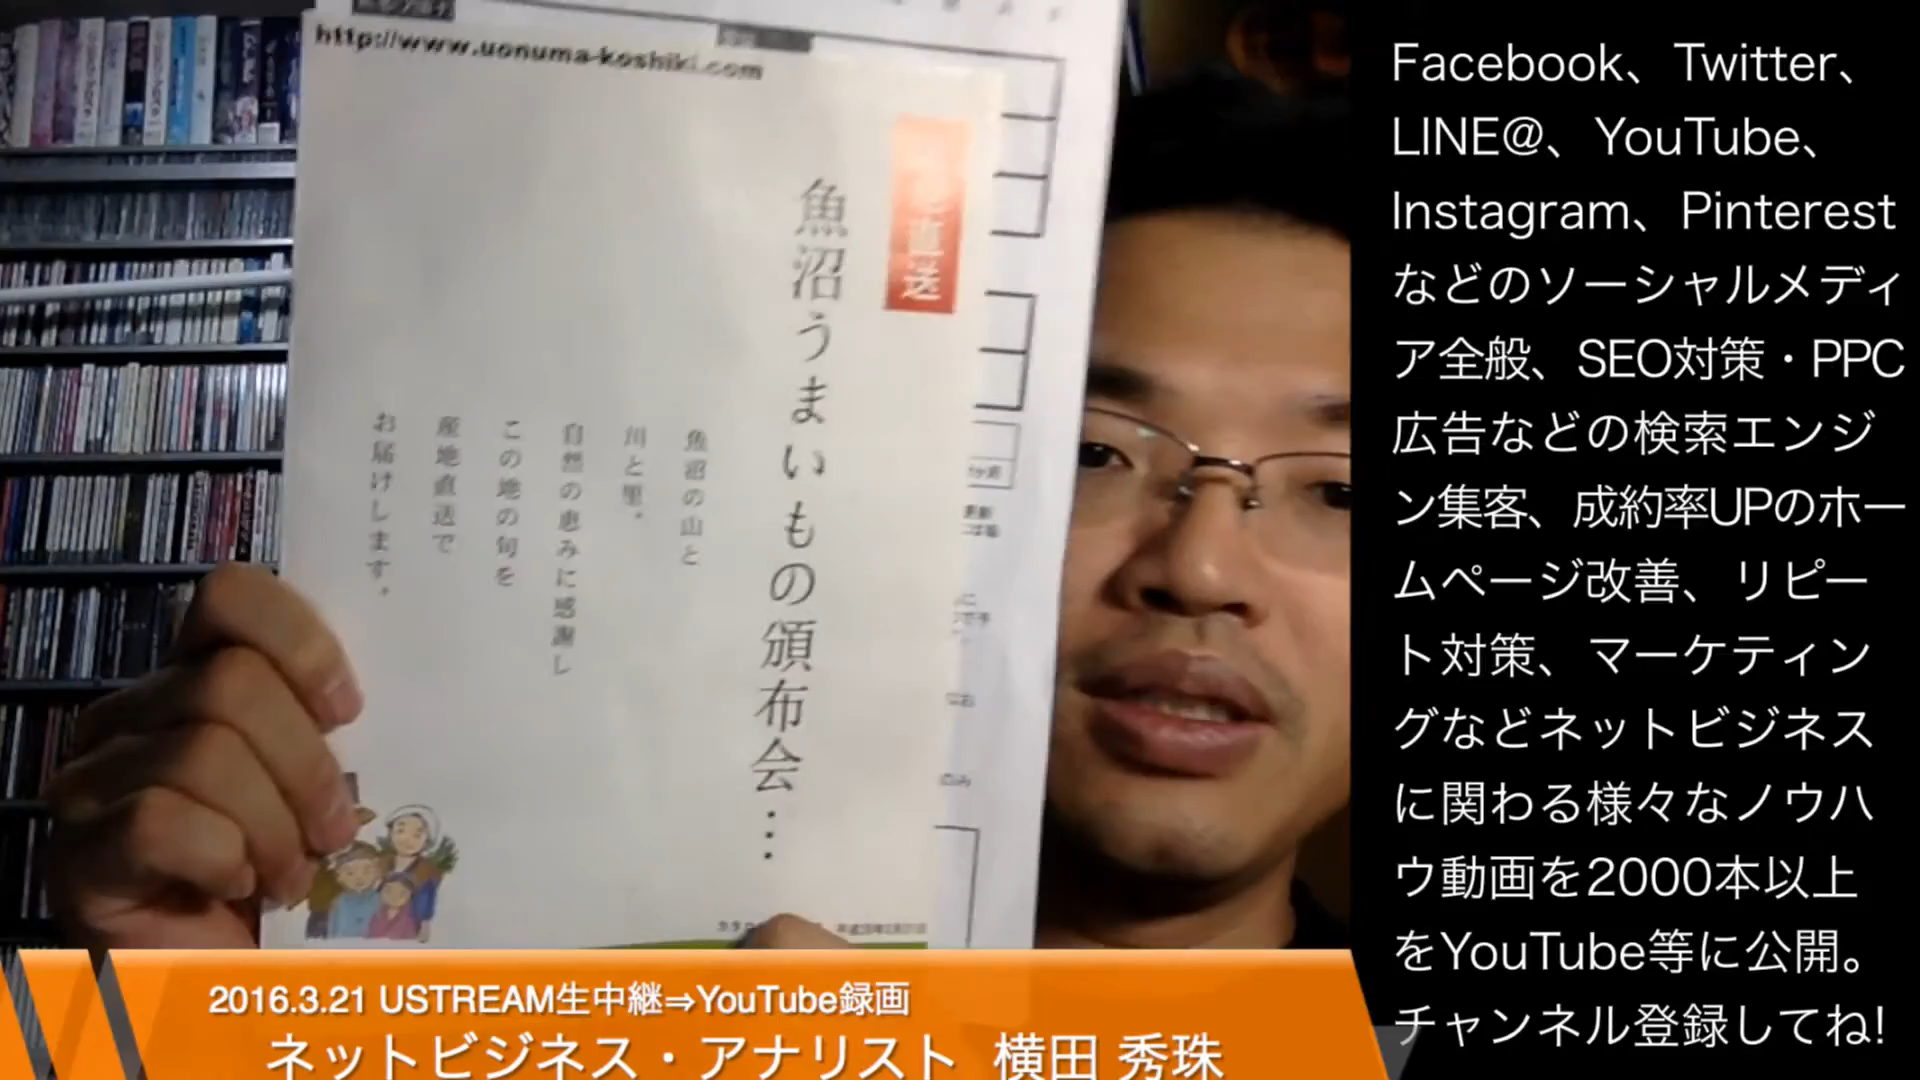 http://www.uonuma-koshiki.com
直送
魚沼うまいもの頒布会…
魚沼の山と
川と里。
自然の恵みに感謝し
この地の旬を
産地直送で
お届けします。
Facebook、Twitter、
LINE@、YouTube、
Instagram、Pinterest
などのソーシャルメディ
ア全般、SEO対策・PPC
広告などの検索エンジ
ン集客、成約率UPのホー
ムページ改善、リピー
ト対策、マーケティン
グなどネットビジネス
に関わる様々なノウハ
ウ動画を2000本以上
をYouTube等に公開。
チャンネル登録してね!
2016.3.21 USTREAM生中継⇒YouTube録画
ネットビジネス・アナリスト 横田 秀珠